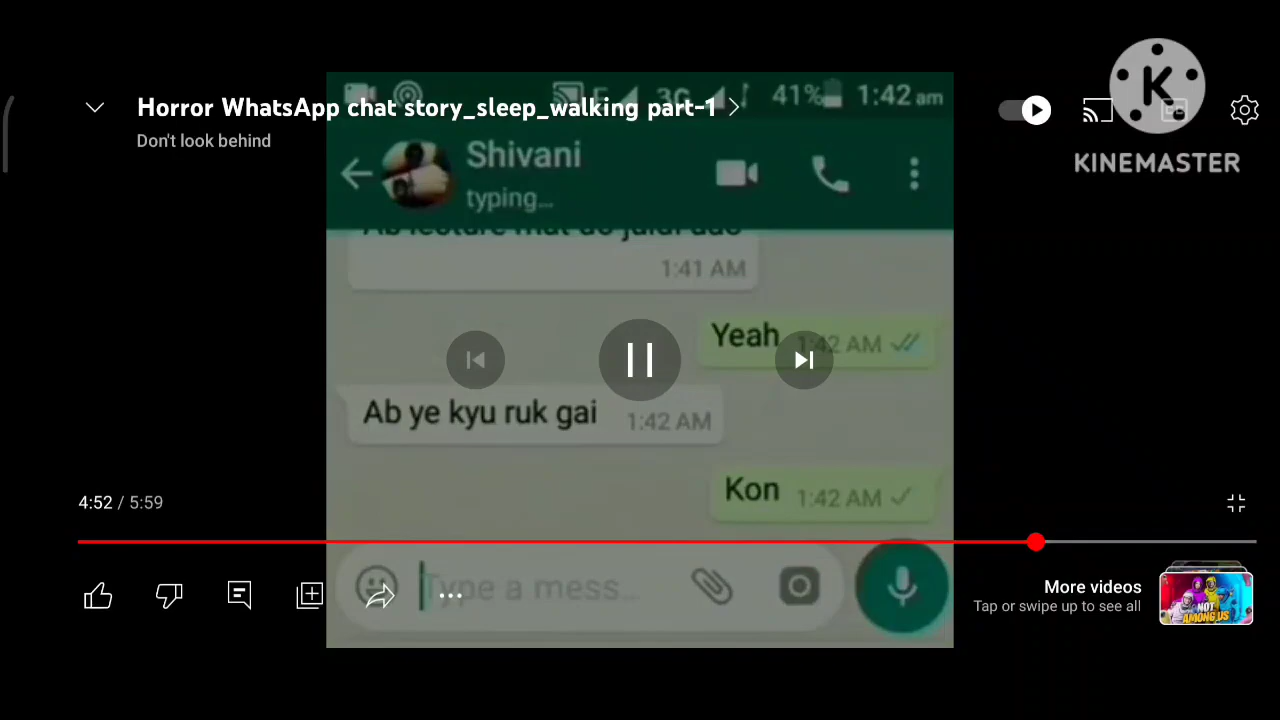 41% 1:42 am
Horror WhatsApp chat story_sleep_walking part-1
Don't look behind
K
KINEMASTER
Shivani
typing...
1:41 AM
Yeah 1:42 AM
Ab ye kyu ruk gai 1:42 AM
Kon 1:42 AM
4:52 / 5:59
Type a mess...
More videos
Tap or swipe up to see all
NOT
AMONG US